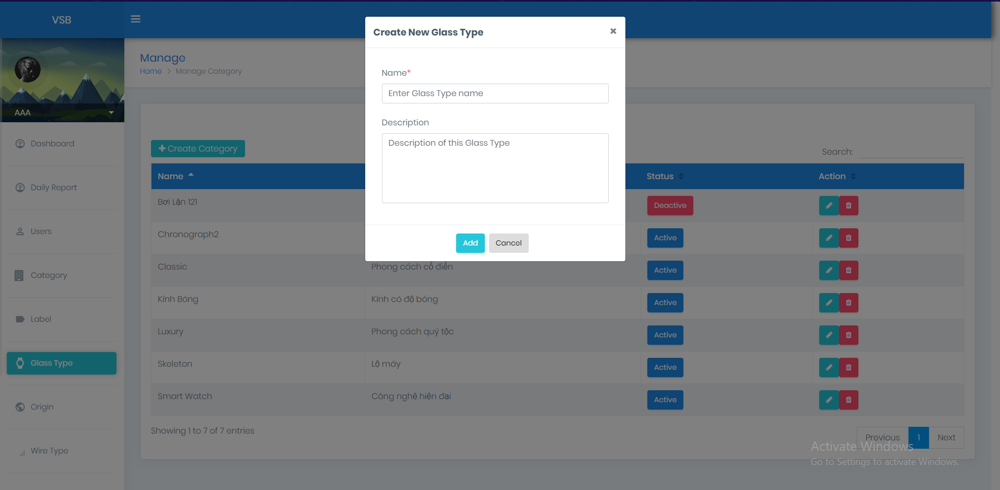 VSB
Create New Glass Type
Manage
Home > Manage Category
Name*
Enter Glass Type name
AAA
Description
Description of this Glass Type
Dashboard
Create Category
Search:
Name
Status
Action
Daily Report
Bơi Lặn 121
Deactive
Users
Chronograph2
Active
Add
Cancel
Classic
Phong cách cổ điển
Active
Category
Kính Bóng
Kính có độ bóng
Active
Label
Luxury
Phong cách quý tộc
Active
Glass Type
Skeleton
Lộ máy
Active
Smart Watch
Công nghệ hiện đại
Active
Origin
Showing 1 to 7 of 7 entries
Previous
1
Next
Wire Type
Activate Windows
Go to Settings to activate Windows.